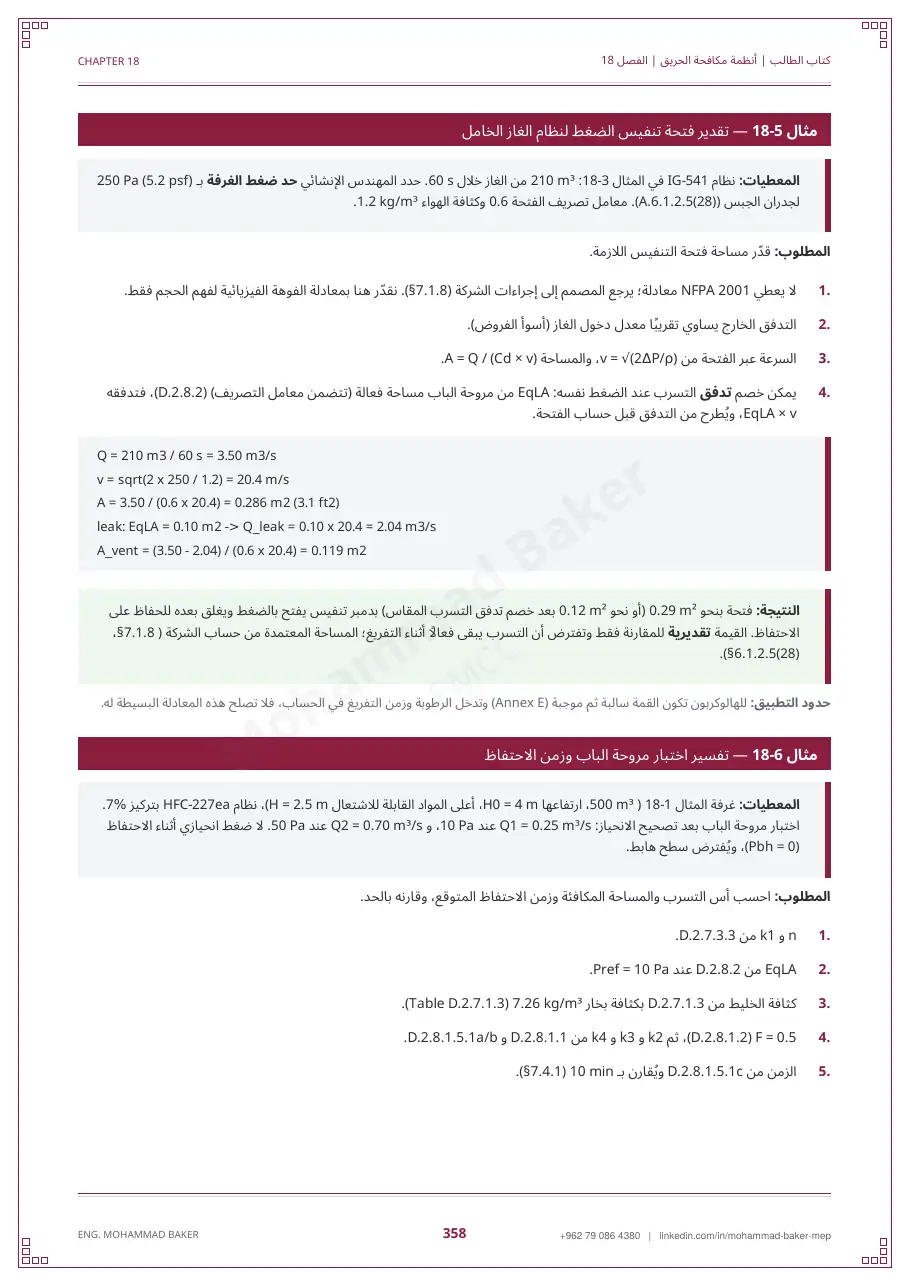 كتاب الطالب | أنظمة مكافحة الحريق | الفصل 18
CHAPTER 18
مثال 5-18 — تقدير فتحة تنفيس الضغط لنظام الغاز الخامل
المعطيات: نظام IG-541 في المثال 3-18: 210 m³ من الغاز خلال 60 s. حدد المهندس الإنشائي حد ضغط الغرفة بـ 250 Pa (5.2 psf)
لجدران الجبس (A.6.1.2.5(28)). معامل تصريف الفتحة 0.6 وكثافة الهواء 1.2 kg/m³.
المطلوب: قدّر مساحة فتحة التنفيس اللازمة.
1. لا يعطي NFPA 2001 معادلة؛ يرجع المصمم إلى إجراءات الشركة (§7.1.8). نقدّر هنا بمعادلة الفوهة الفيزيائية لفهم الحجم فقط.
2. التدفق الخارج يساوي تقريبًا معدل دخول الغاز (أسوأ الفروض).
3. السرعة عبر الفتحة من v = √(2ΔP/ρ)، والمساحة A = Q / (Cd × v).
4. يمكن خصم تدفق التسرب عند الضغط نفسه: EqLA من مروحة الباب مساحة فعالة (تتضمن معامل التصريف) (D.2.8.2)، فتدفقه
EqLA × v، ويُطرح من التدفق قبل حساب الفتحة.
Q = 210 m3 / 60 s = 3.50 m3/s
v = sqrt(2 x 250 / 1.2) = 20.4 m/s
A = 3.50 / (0.6 x 20.4) = 0.286 m2 (3.1 ft2)
leak: EqLA = 0.10 m2 -> Q_leak = 0.10 x 20.4 = 2.04 m3/s
A_vent = (3.50 - 2.04) / (0.6 x 20.4) = 0.119 m2
النتيجة: فتحة بنحو 0.29 m² (أو نحو 0.12 m² بعد خصم تدفق التسرب المقاس) بدمبر تنفيس يفتح بالضغط ويغلق بعده للحفاظ على
الاحتفاظ. القيمة تقديرية للمقارنة فقط وتفترض أن التسرب يبقى فعالاً أثناء التفريغ؛ المساحة المعتمدة من حساب الشركة ( §7.1.8،
§6.1.2.5(28)).
حدود التطبيق: للهالوكربون تكون القمة سالبة ثم موجبة (Annex E) وتدخل الرطوبة وزمن التفريغ في الحساب، فلا تصلح هذه المعادلة البسيطة له.
مثال 6-18 — تفسير اختبار مروحة الباب وزمن الاحتفاظ
المعطيات: غرفة المثال 1-18 ( 500 m³، ارتفاعها H0 = 4 m، أعلى المواد القابلة للاشتعال H = 2.5 m)، نظام HFC-227ea بتركيز 7%.
اختبار مروحة الباب بعد تصحيح الانحياز: Q1 = 0.25 m³/s عند 10 Pa، و Q2 = 0.70 m³/s عند 50 Pa. لا ضغط انحيازي أثناء الاحتفاظ
(Pbh = 0)، ويُفترض سطح هابط.
المطلوب: احسب أس التسرب والمساحة المكافئة وزمن الاحتفاظ المتوقع، وقارنه بالحد.
1. n و k1 من D.2.7.3.3.
2. EqLA من D.2.8.2 عند Pref = 10 Pa.
3. كثافة الخليط من D.2.7.1.3 بكثافة بخار 7.26 kg/m³ (Table D.2.7.1.3).
4. F = 0.5 (D.2.8.1.2)، ثم k2 و k3 و k4 من D.2.8.1.1 و D.2.8.1.5.1a/b.
5. الزمن من D.2.8.1.5.1c ويُقارن بـ 10 min (§7.4.1).
Mohammad Baker
SMCC
ENG. MOHAMMAD BAKER
358
+962 79 086 4380 | linkedin.com/in/mohammad-baker-mep